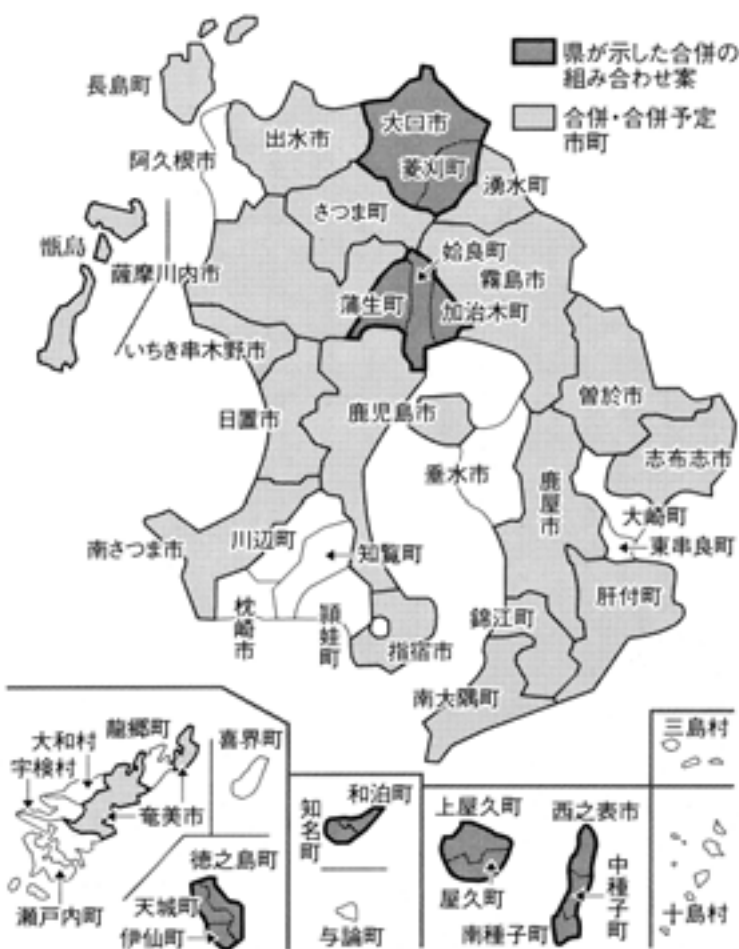 県が示した合併の
組み合わせ案
合併・合併予定
市町
長島町
出水市
大口市
阿久根市
菱刈町
湧水町
さつま町
甑島
薩摩川内市
姶良町
霧島市
蒲生町
加治木町
いちき串木野市
日置市
鹿児島市
曽於市
志布志市
垂水市
鹿屋市
大崎町
東串良町
南さつま市
川辺町
知覧町
枕崎市
頴娃町
指宿市
錦江町
肝付町
南大隅町
龍郷町
大和村
宇検村
喜界町
奄美市
瀬戸内町
徳之島町
天城町
伊仙町
和泊町
知名町
与論町
上屋久町
屋久町
西之表市
中種子町
南種子町
三島村
十島村